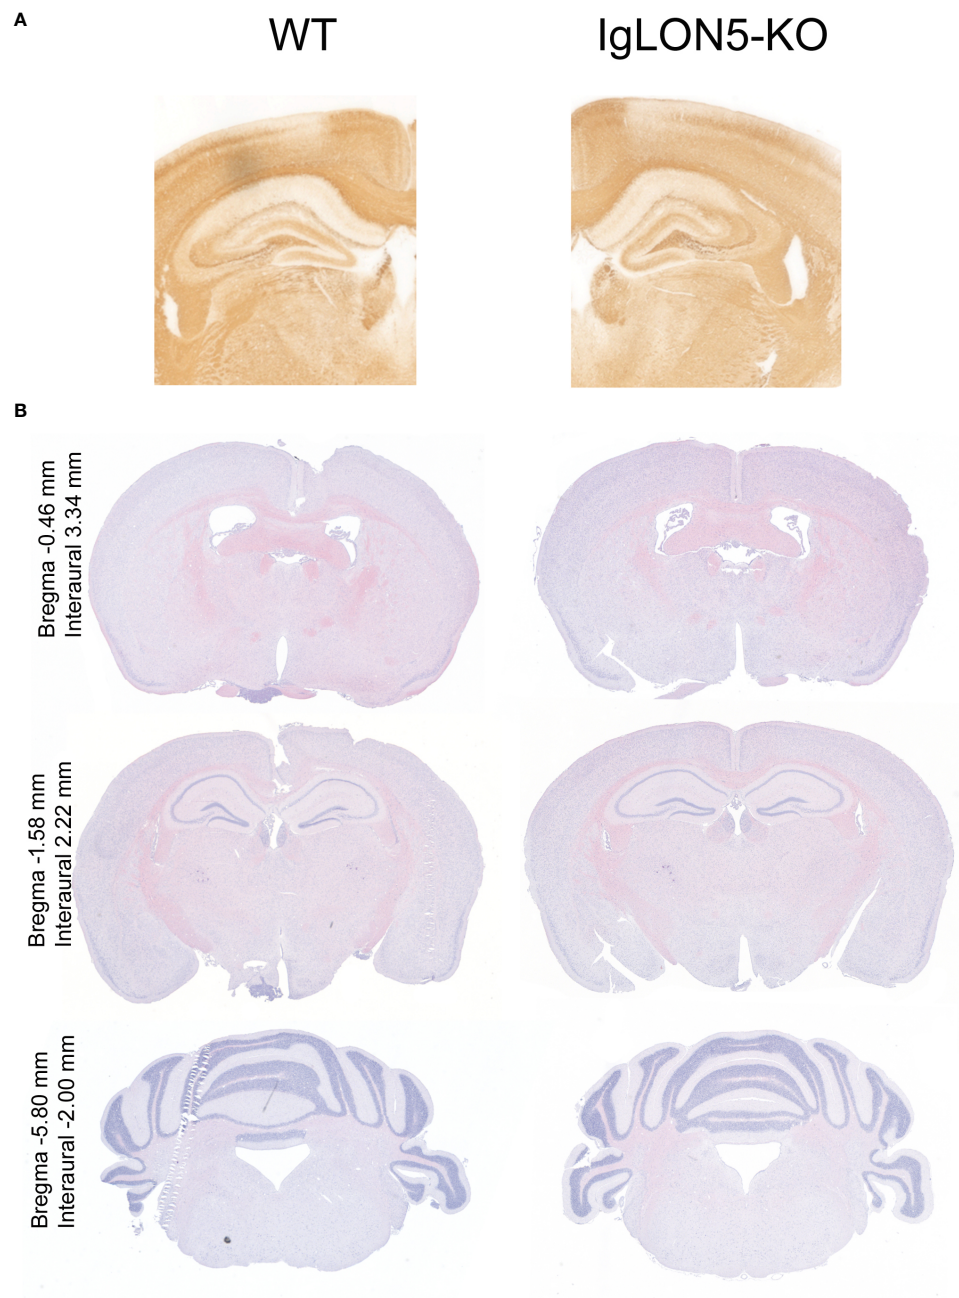 A
WT
IgLON5-KO
B
Bregma -0.46 mm
Interaural 3.34 mm
Bregma -1.58 mm
Interaural 2.22 mm
Bregma -5.80 mm
Interaural -2.00 mm